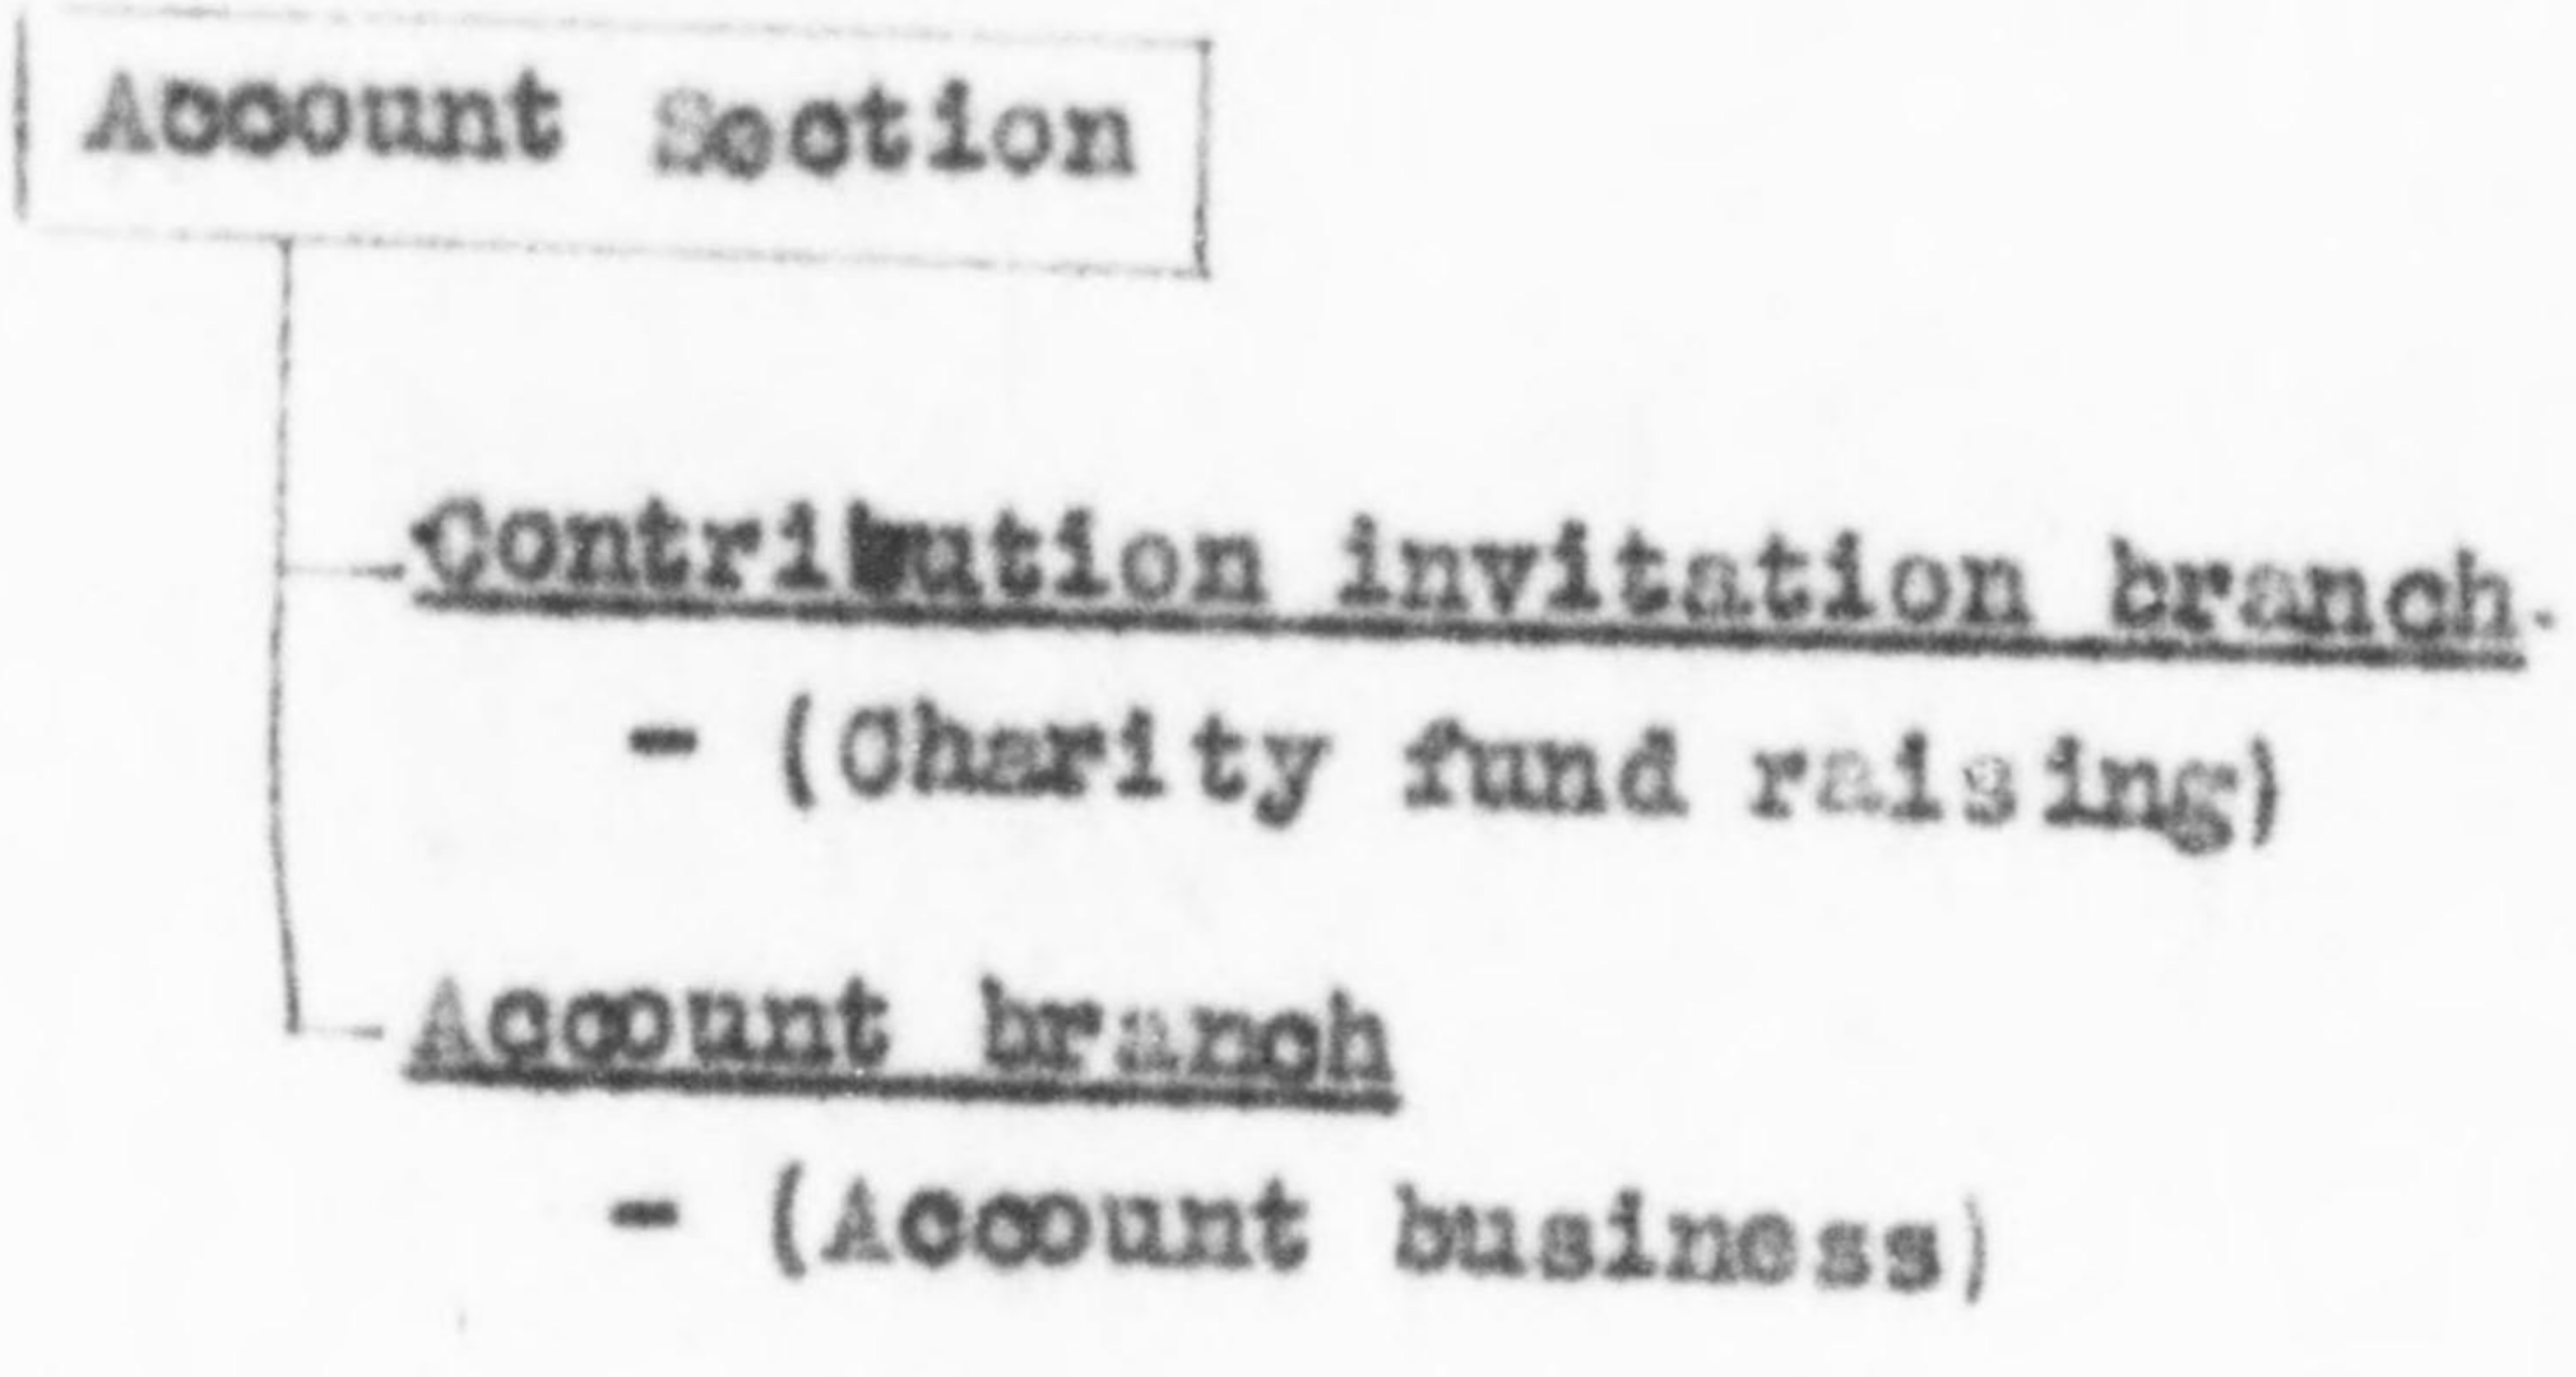 Account Section
Contribution invitation branch.
- (Charity fund raising)
Account branch
- (Account business)